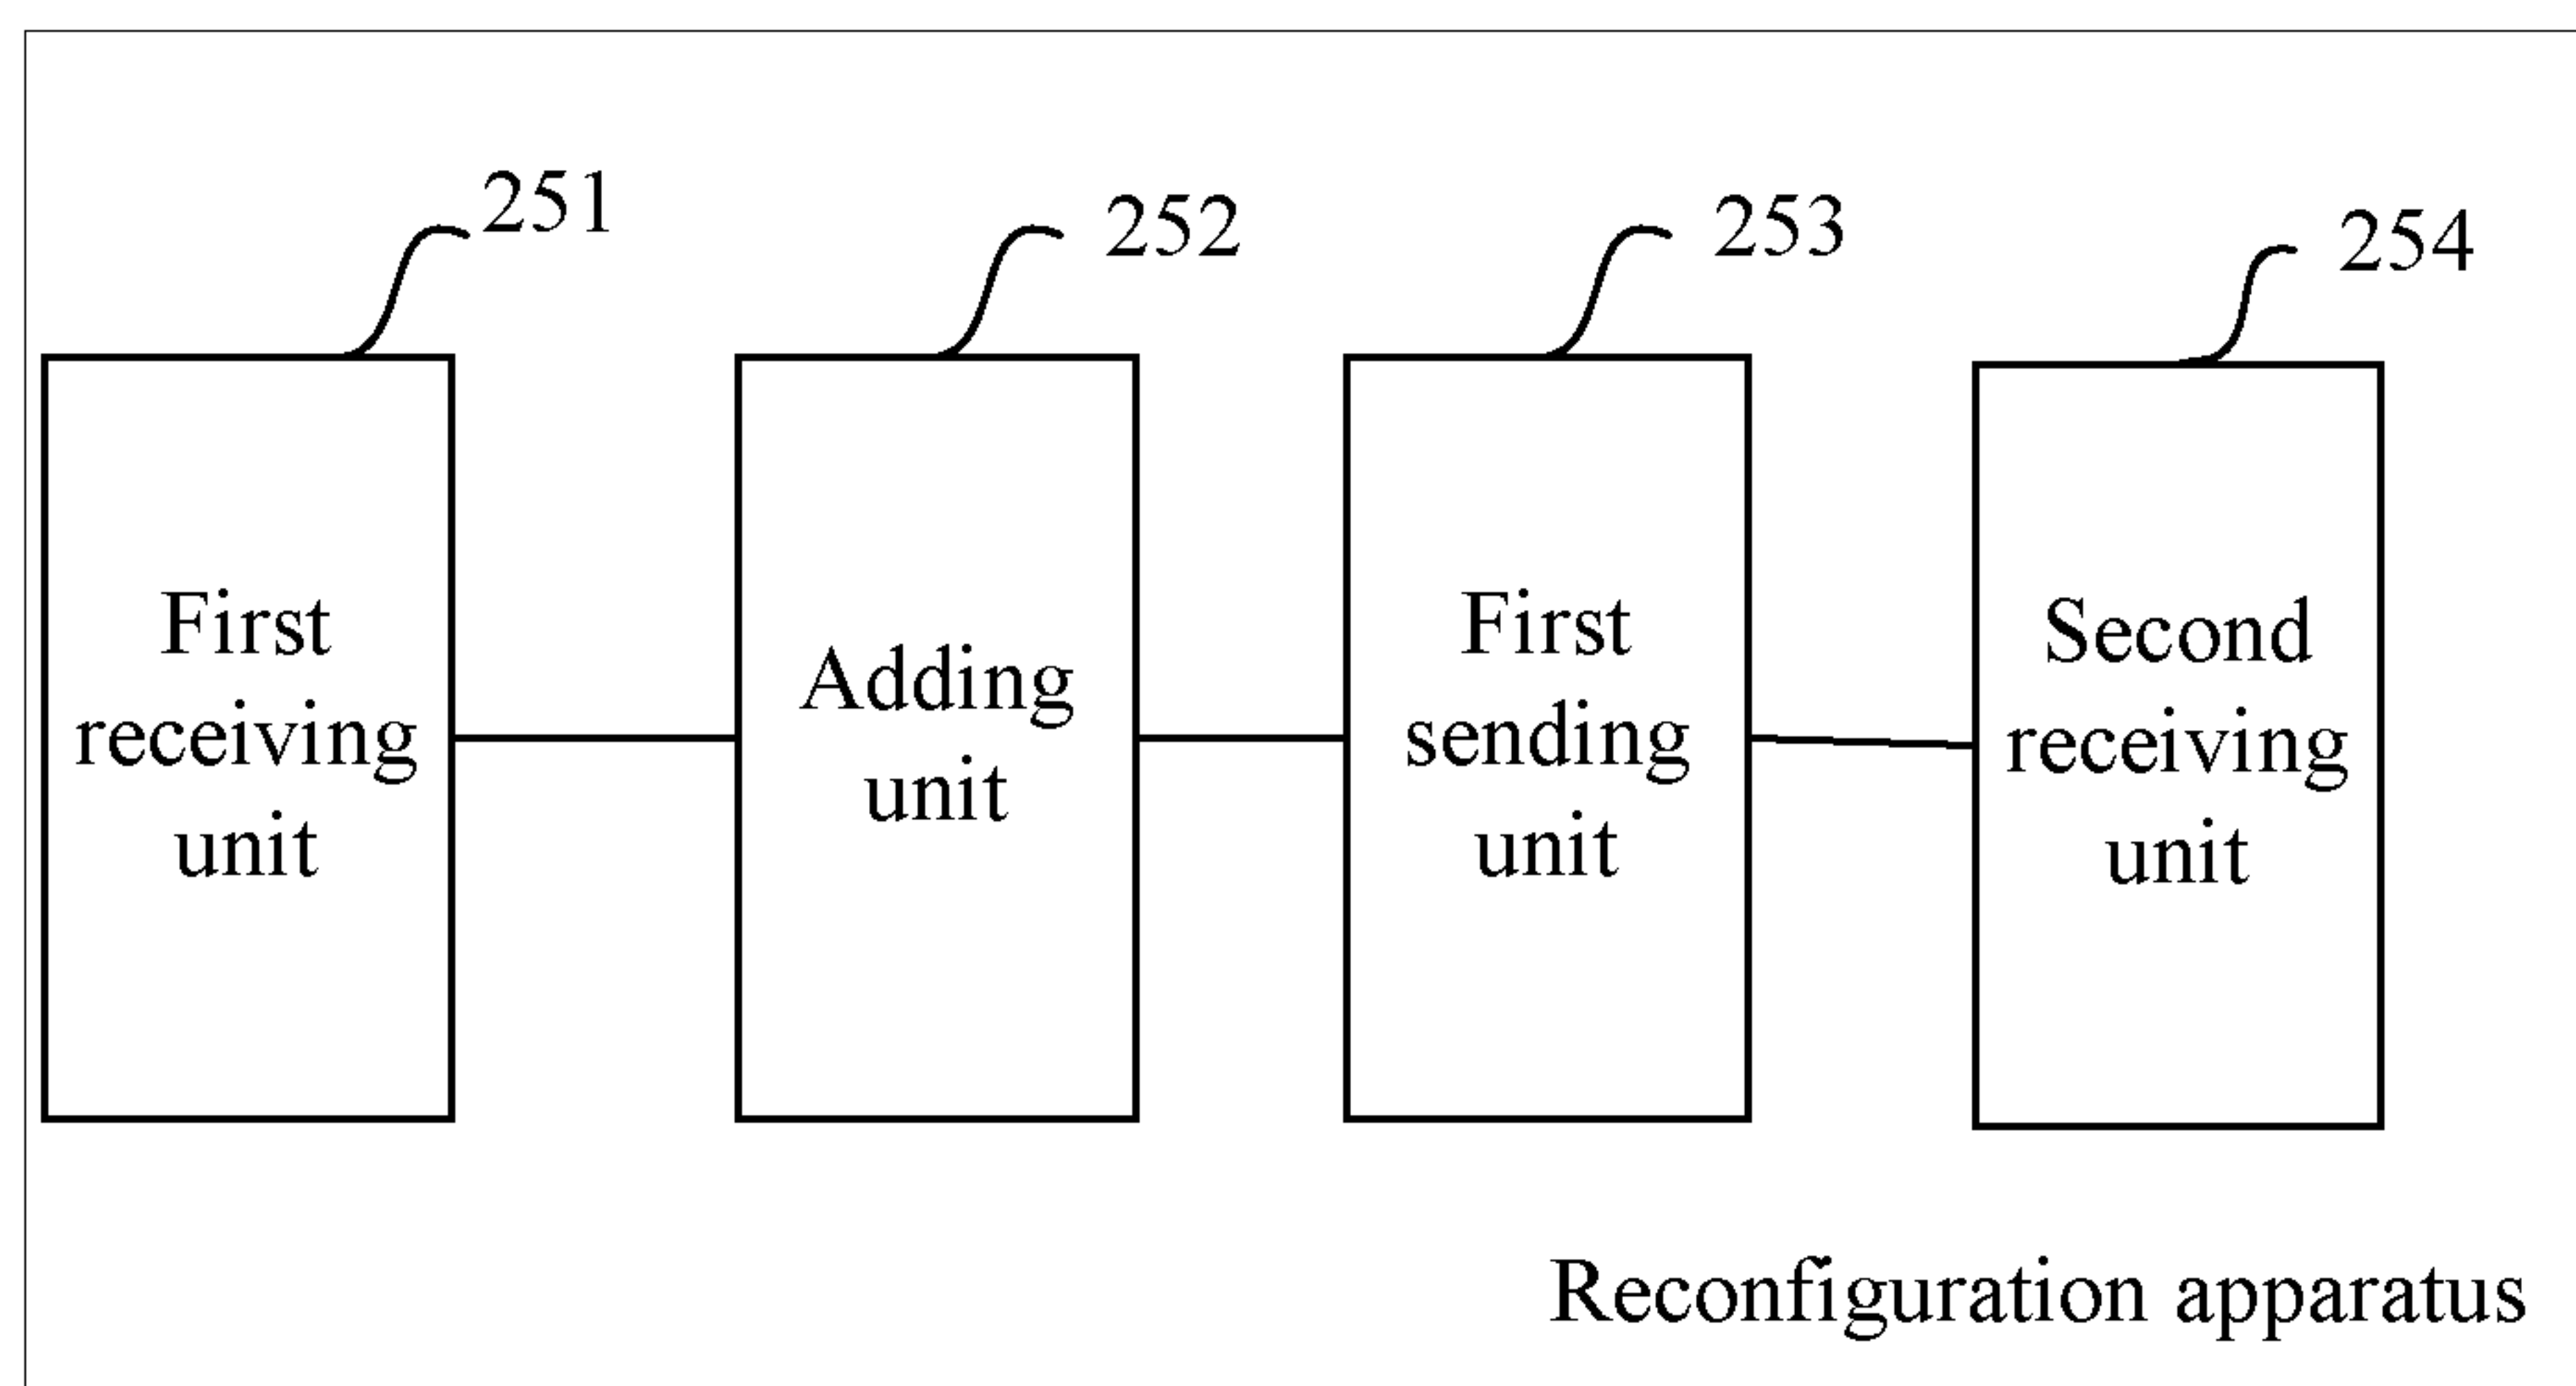 251
252
253
254
First
receiving
unit
Adding
unit
First
sending
unit
Second
receiving
unit
Reconfiguration apparatus